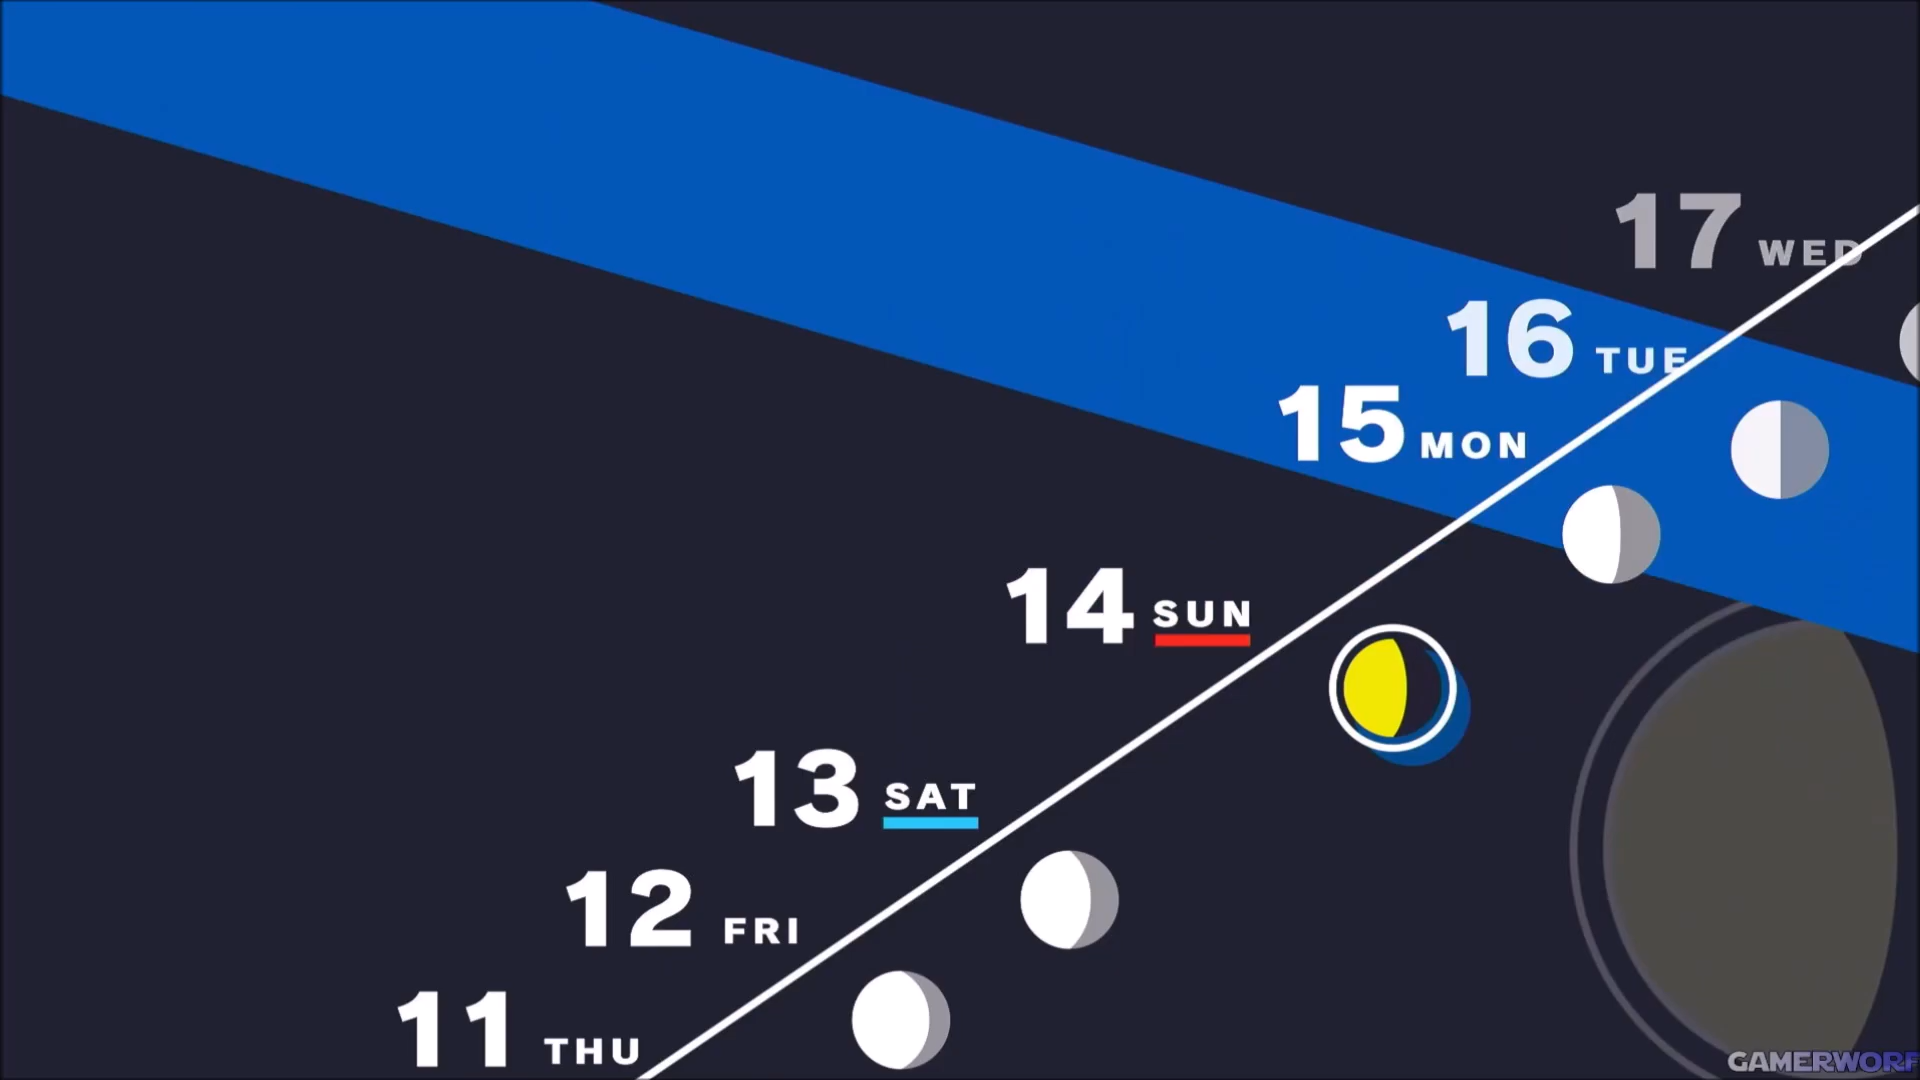 17 WED
16 TUE
15 MON
14 SUN
13 SAT
12 FRI
11 THU
GAMERWORF